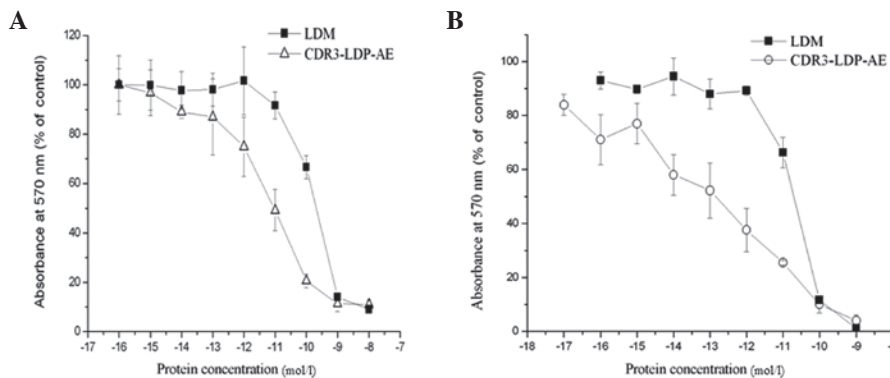 A
LDM
CDR3-LDP-AE
Absorbance at 570 nm (% of control)
120
100
80
60
40
20
0
-17 -16 -15 -14 -13 -12 -11 -10 -9 -8 -7
Protein concentration (mol/l)
B
LDM
CDR3-LDP-AE
Absorbance at 570 nm (% of control)
100
80
60
40
20
0
-18 -17 -16 -15 -14 -13 -12 -11 -10 -9 -8
Protein concentration (mol/l)